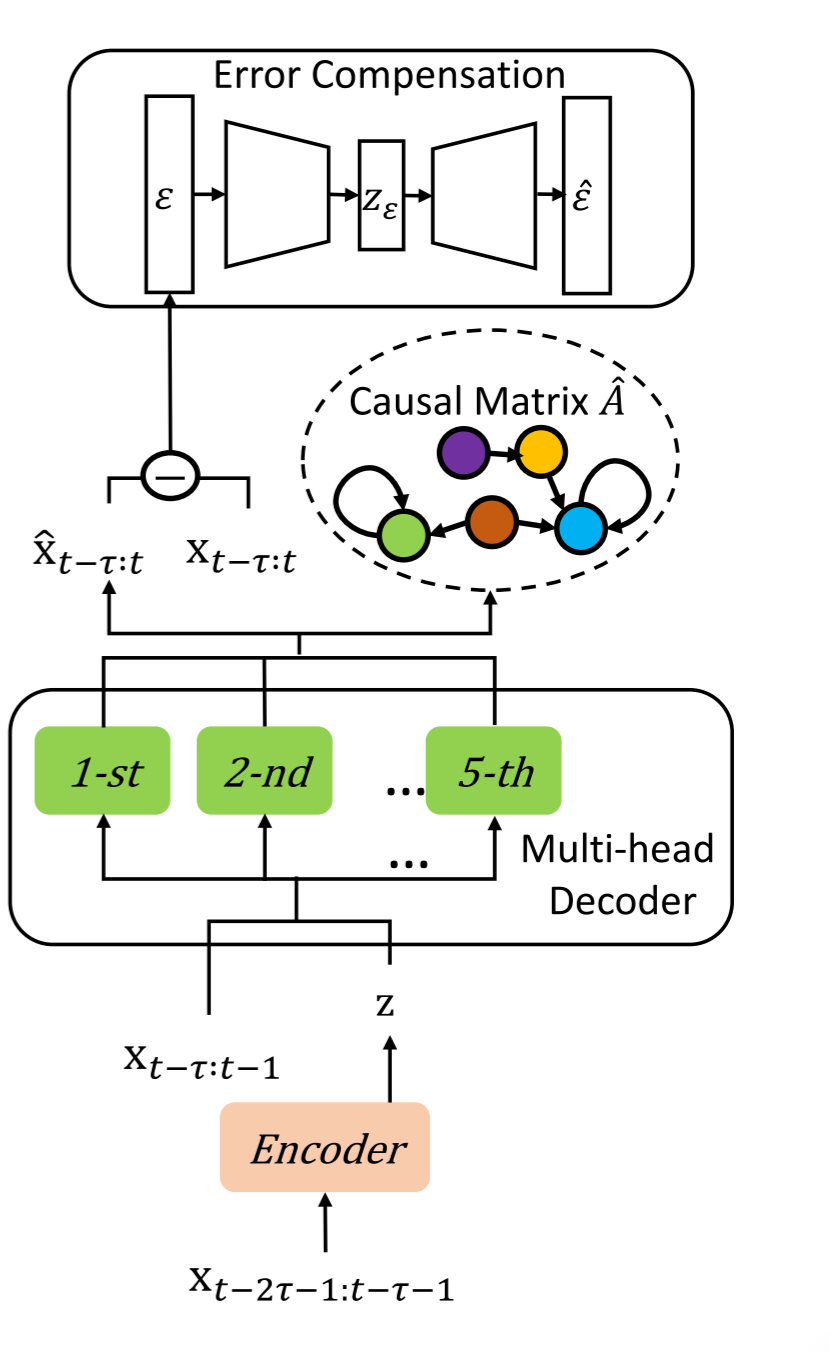 Error Compensation
ε z_ε ε̂
Causal Matrix Â
−
x̂_{t−τ:t} x_{t−τ:t}
1-st 2-nd ... 5-th
...
Multi-head
Decoder
z
x_{t−τ:t−1}
Encoder
x_{t−2τ−1:t−τ−1}